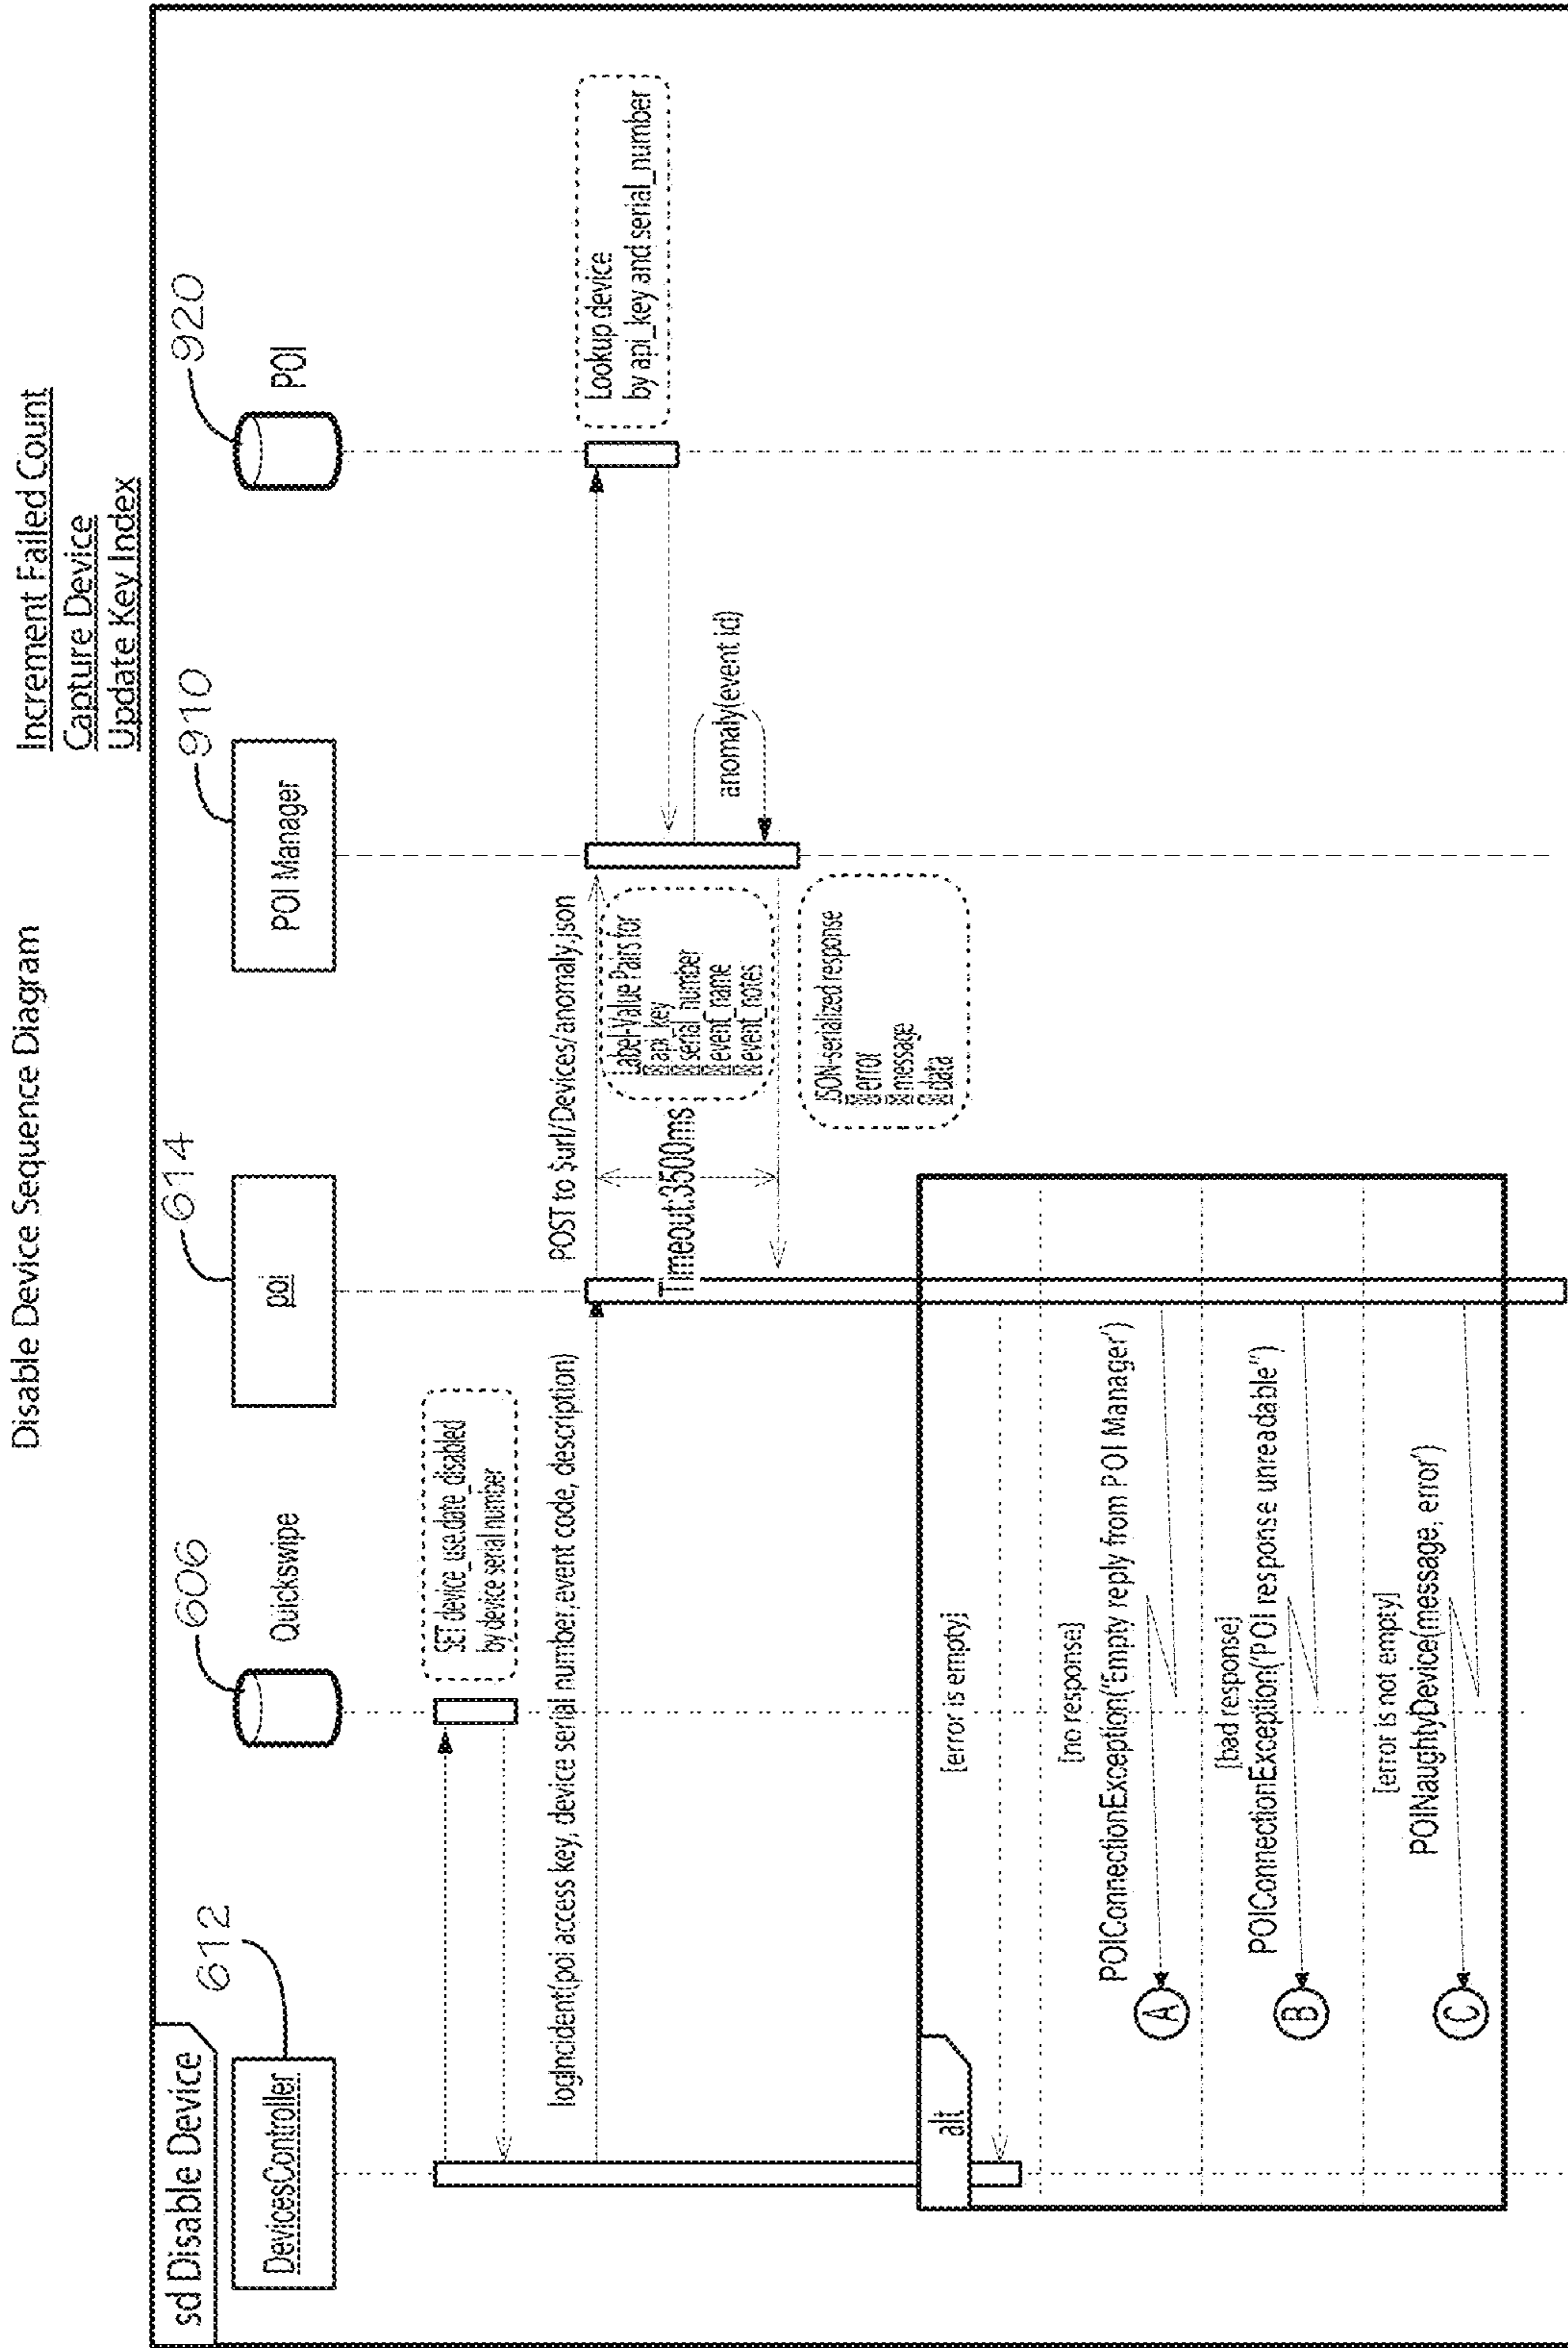 Disable Device Sequence Diagram
Increment Failed Count
Capture Device
Update Key Index
sd Disable Device
612
606
614
910
920
DevicesController
Quickswipe
poi
POI Manager
POI
SET device_use.date_disabled
by device serial number
logIncident(poi access key, device serial number, event code, description)
POST to $url/Devices/anomaly.json
Lookup device
by api_key and serial_number
Label-Value Pairs for
api_key
serial_number
event_name
event_notes
Timeout:3500ms
anomaly(event id)
JSON-serialized response
error
message
data
alt
[error is empty]
[no response]
POIConnectionException('Empty reply from POI Manager')
A
[bad response]
POIConnectionException('POI response unreadable")
B
[error is not empty]
POINaughtyDevice(message, error')
C